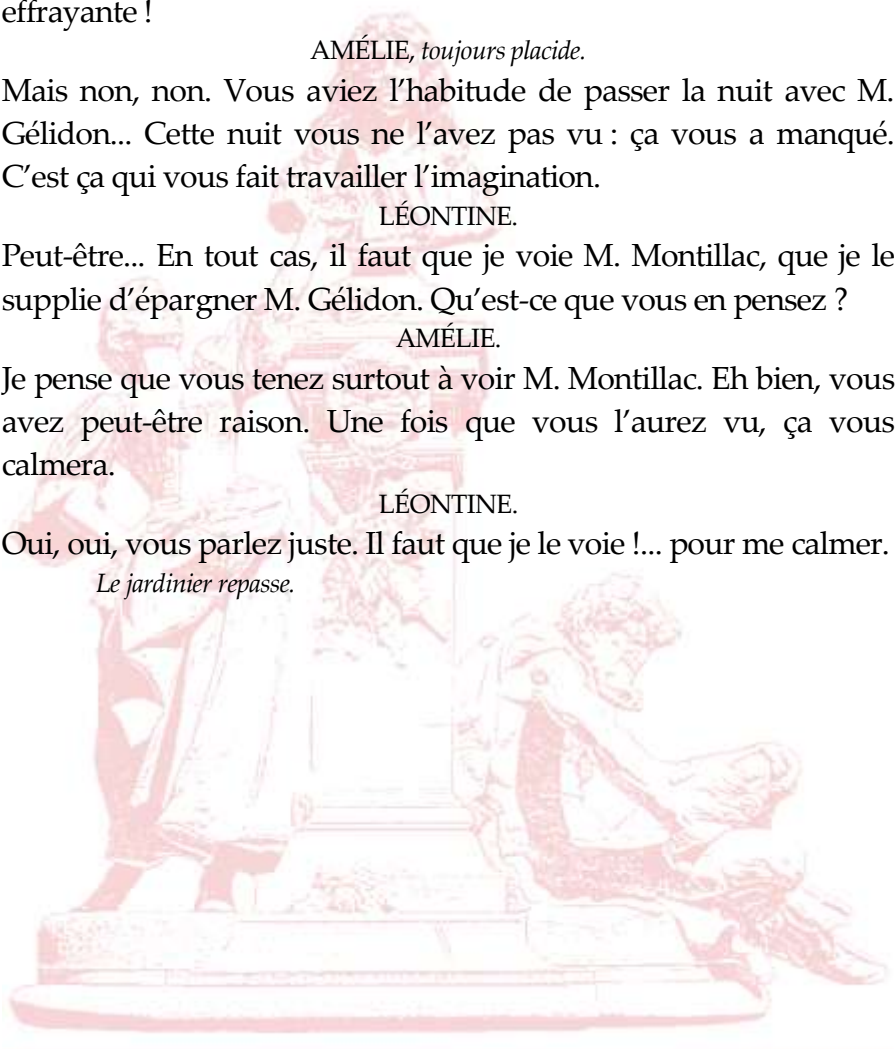 effrayante !
AMÉLIE, toujours placide.
Mais non, non. Vous aviez l’habitude de passer la nuit avec M.
Gélidon... Cette nuit vous ne l’avez pas vu : ça vous a manqué.
C’est ça qui vous fait travailler l’imagination.
LÉONTINE.
Peut-être... En tout cas, il faut que je voie M. Montillac, que je le
supplie d’épargner M. Gélidon. Qu’est-ce que vous en pensez ?
AMÉLIE.
Je pense que vous tenez surtout à voir M. Montillac. Eh bien, vous
avez peut-être raison. Une fois que vous l’aurez vu, ça vous
calmera.
LÉONTINE.
Oui, oui, vous parlez juste. Il faut que je le voie !... pour me calmer.
Le jardinier repasse.